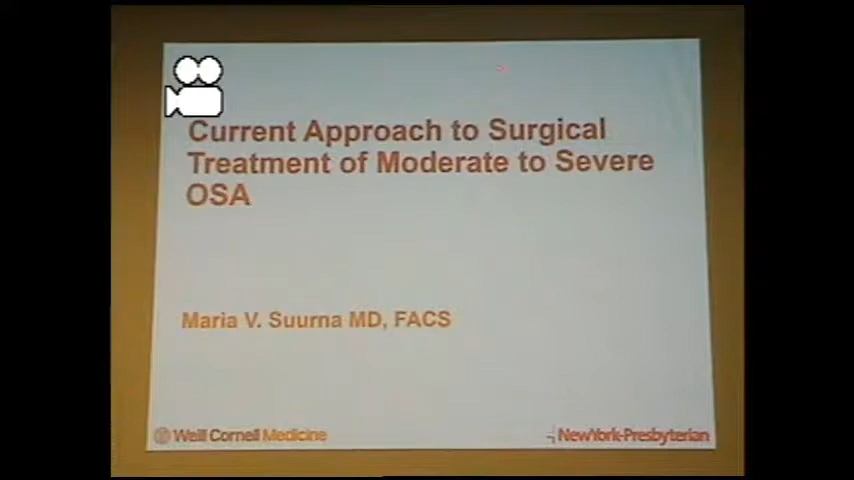 Current Approach to Surgical
Treatment of Moderate to Severe
OSA
Maria V. Suurna MD, FACS
Weill Cornell Medicine
NewYork-Presbyterian